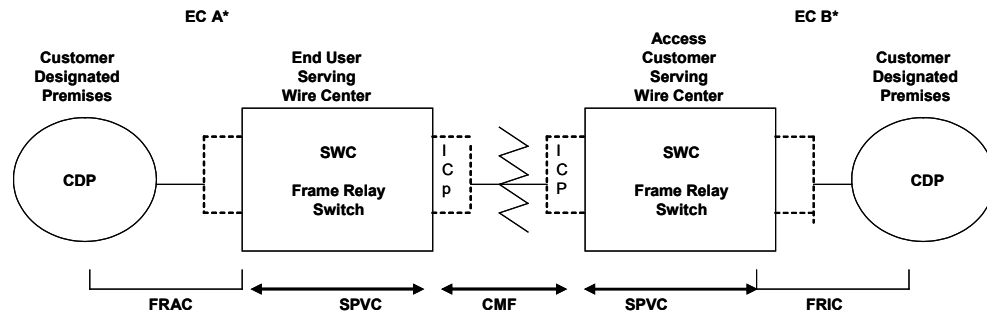 EC A*
EC B*
Customer
Designated
Premises
End User
Serving
Wire Center
Access
Customer
Serving
Wire Center
Customer
Designated
Premises
CDP
SWC
Frame Relay
Switch
I
C
p
I
C
P
SWC
Frame Relay
Switch
CDP
FRAC
SPVC
CMF
SPVC
FRIC